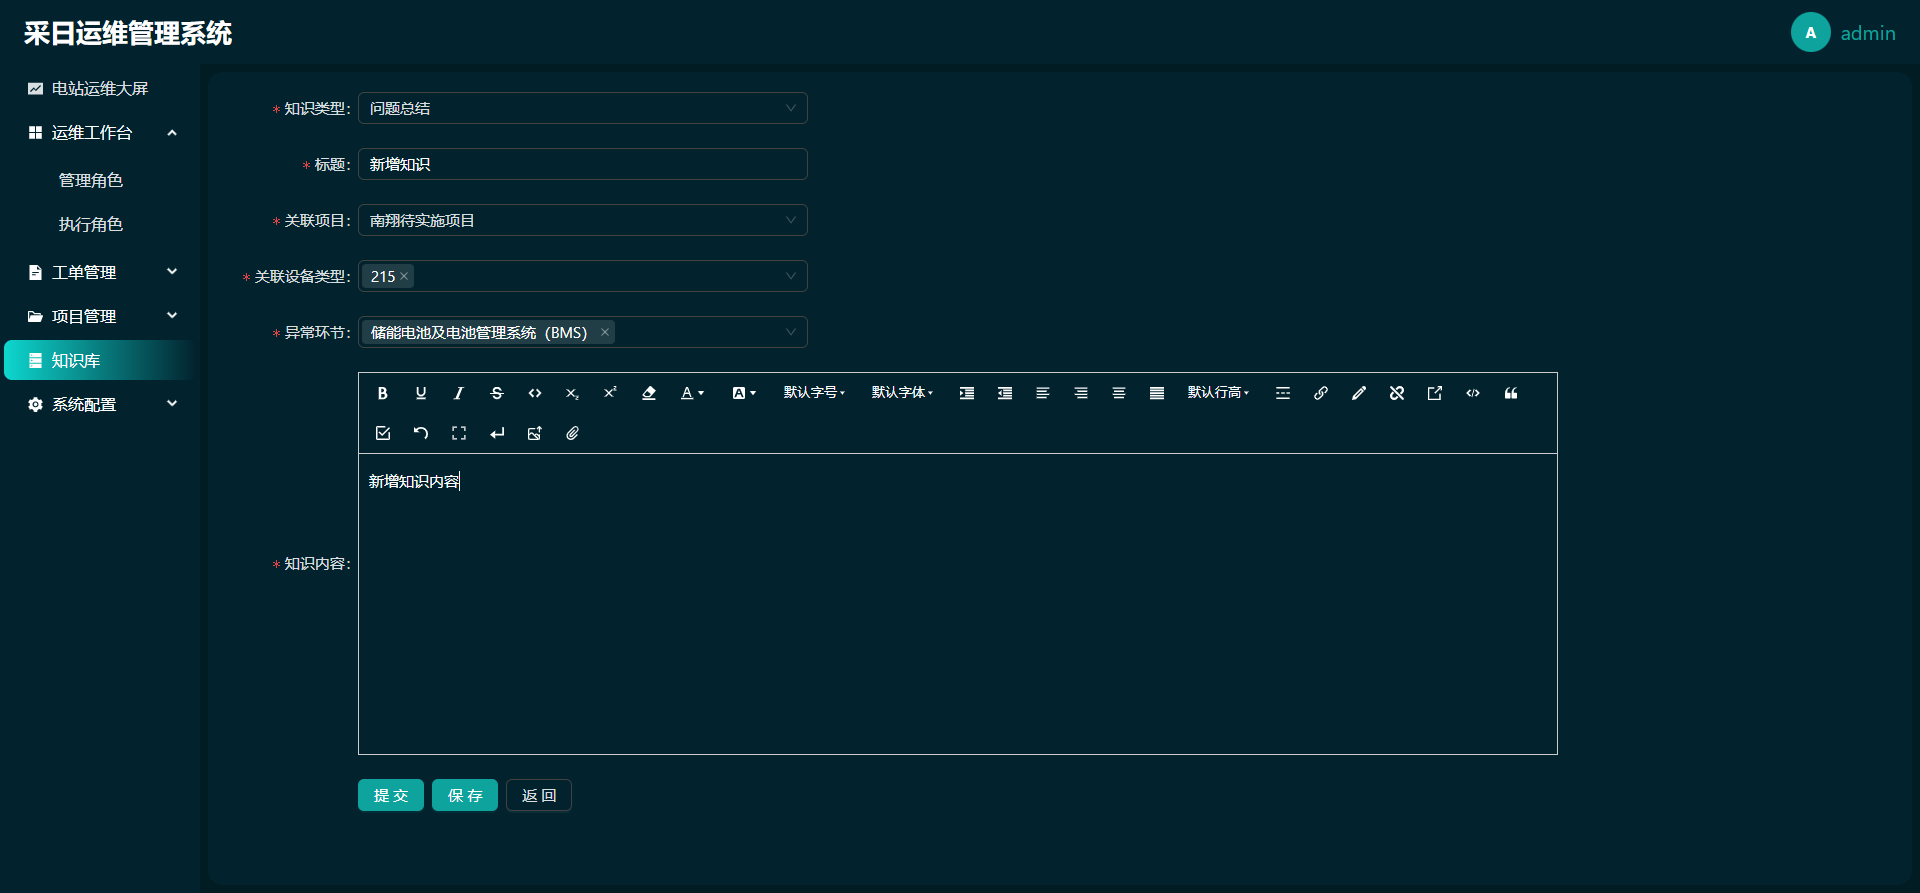 采日运维管理系统
A admin
电站运维大屏
运维工作台
管理角色
执行角色
工单管理
项目管理
知识库
系统配置
* 知识类型: 问题总结
* 标题: 新增知识
* 关联项目: 南翔待实施项目
* 关联设备类型: 215 ×
* 异常环节: 储能电池及电池管理系统（BMS） ×
默认字号 默认字体 默认行高
* 知识内容: 新增知识内容
提交 保存 返回